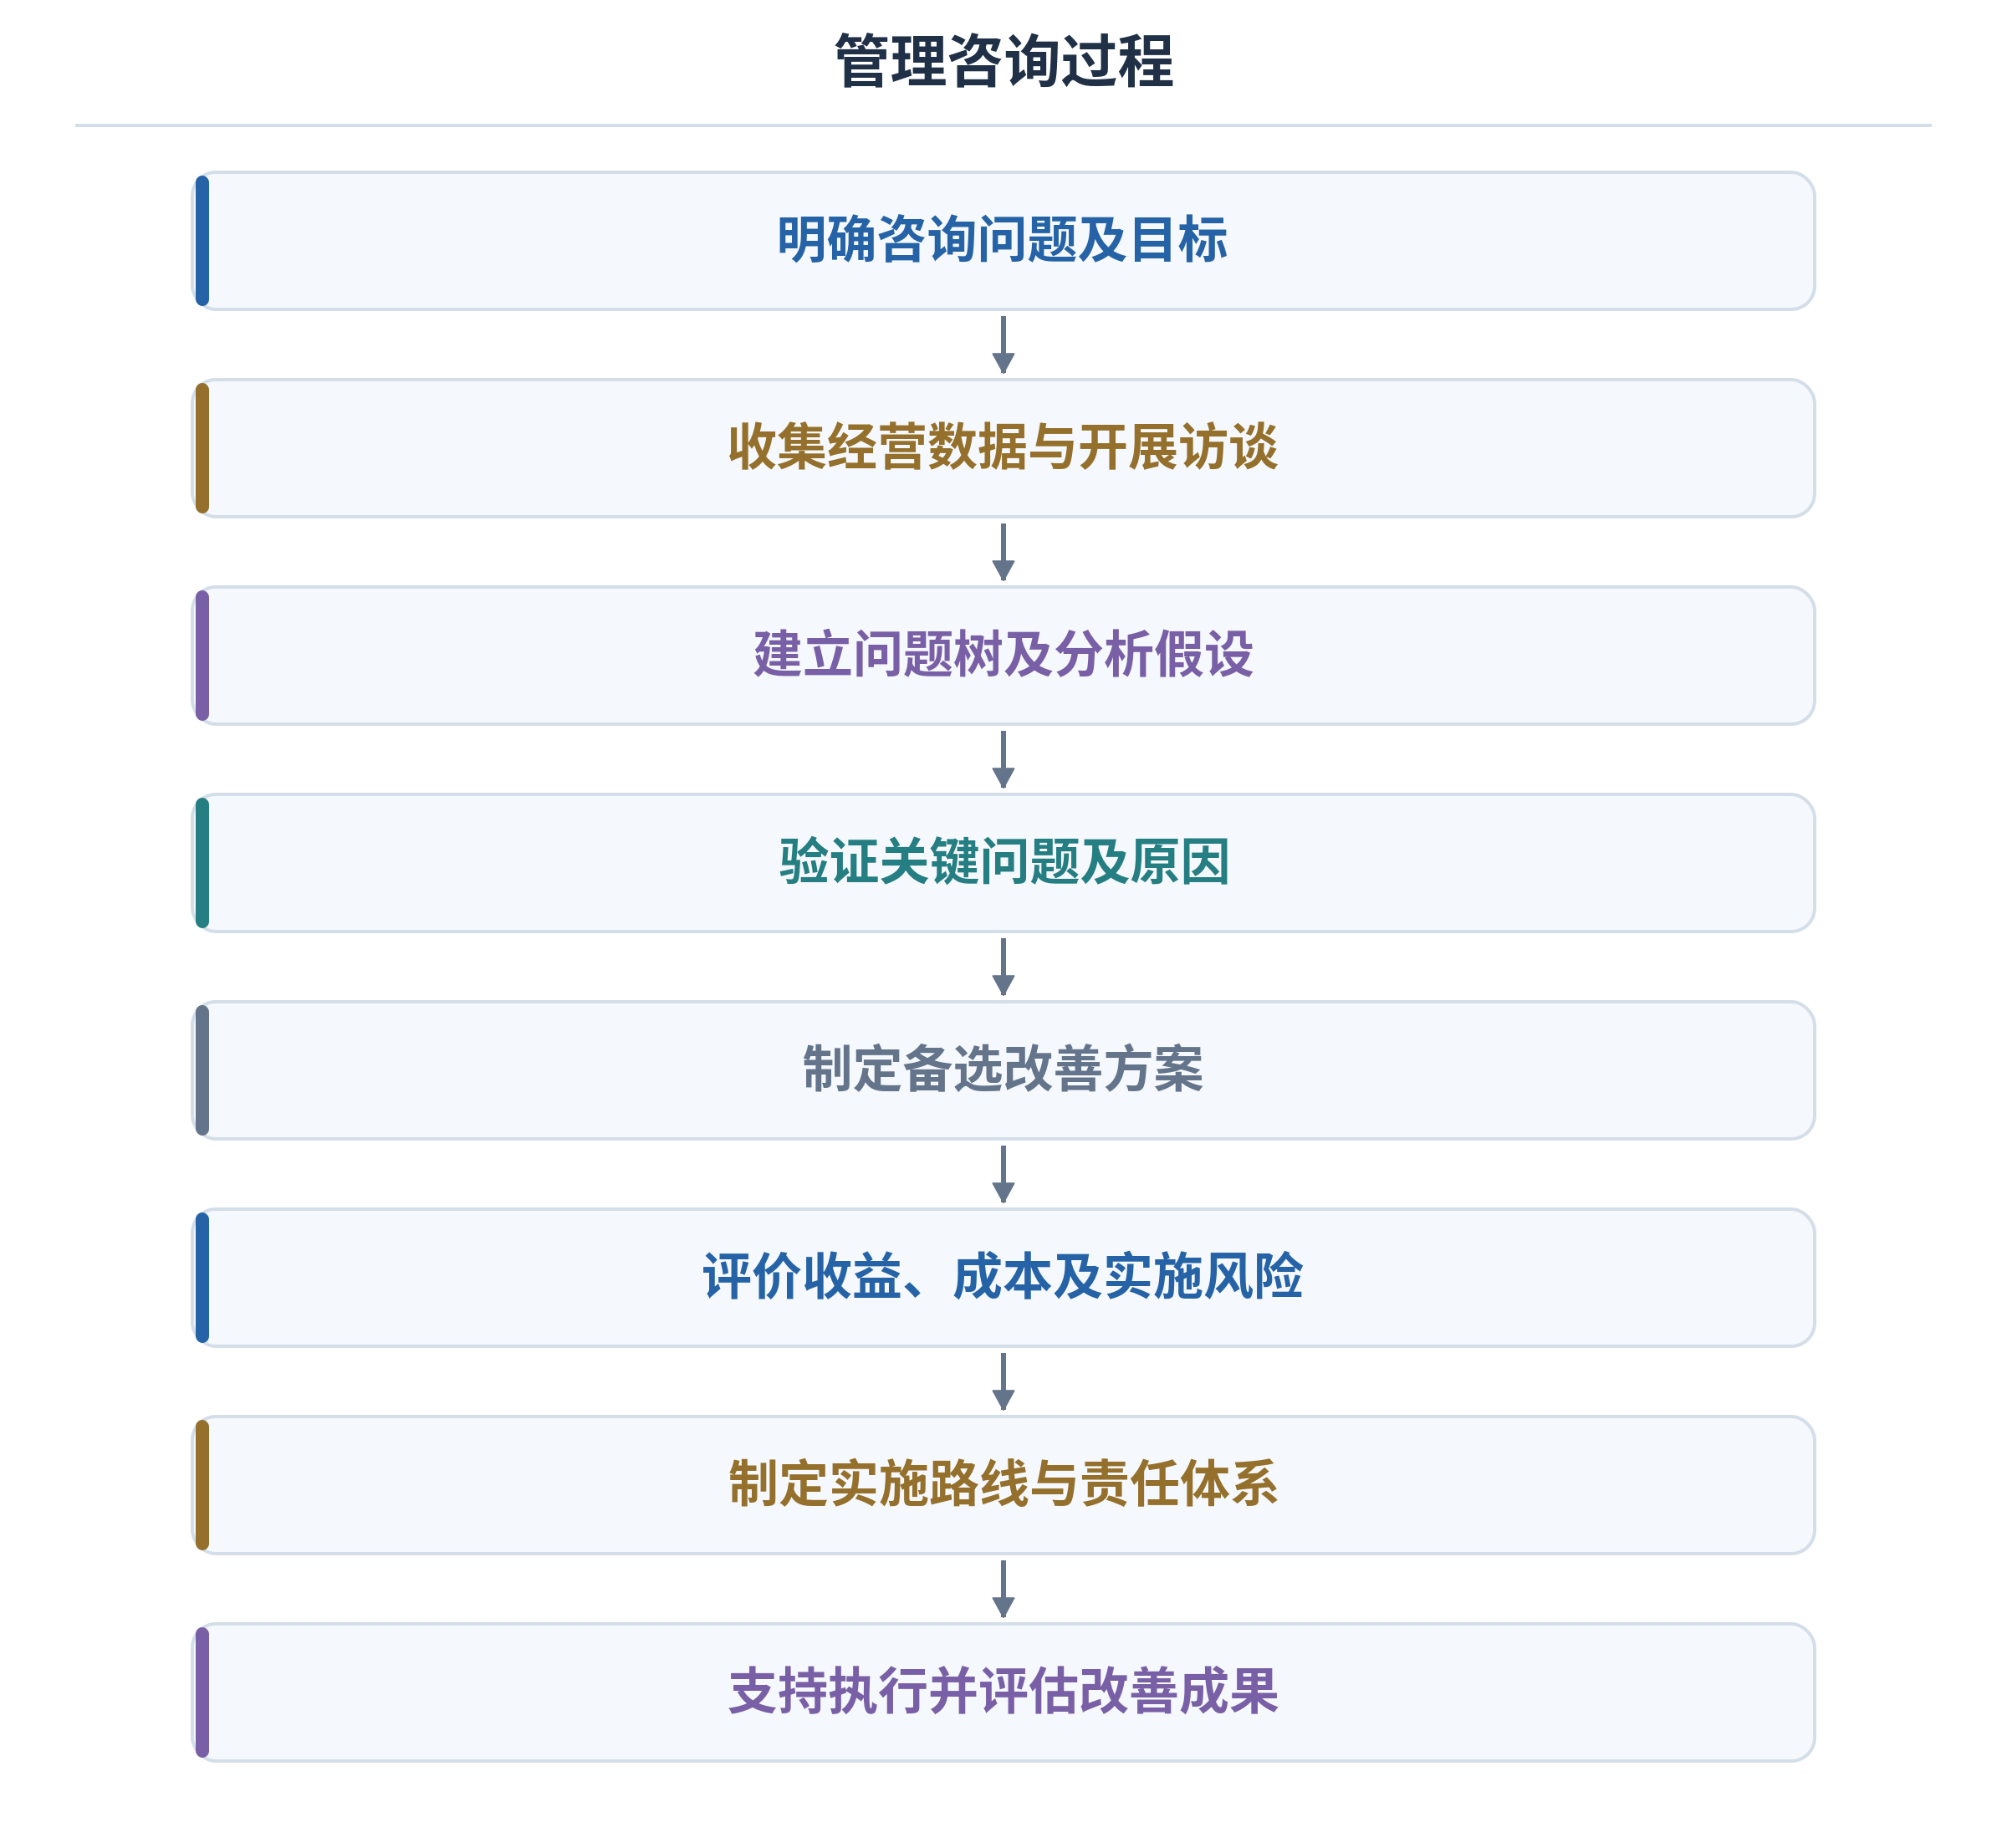 管理咨询过程
明确咨询问题及目标
收集经营数据与开展访谈
建立问题树及分析假设
验证关键问题及原因
制定备选改善方案
评价收益、成本及实施风险
制定实施路线与责任体系
支持执行并评估改善成果